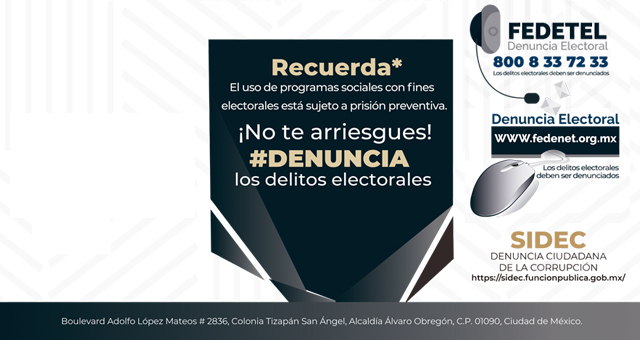 Recuerda*
El uso de programas sociales con fines
electorales está sujeto a prisión preventiva.
¡No te arriesgues!
#DENUNCIA
los delitos electorales
FEDETEL
Denuncia Electoral
800 8 33 72 33
Los delitos electorales deben ser denunciados
Denuncia Electoral
WWW.fedenet.org.mx
Los delitos electorales
deben ser denunciados
SIDEC
DENUNCIA CIUDADANA
DE LA CORRUPCIÓN
https://sidec.funcionpublica.gob.mx/
Boulevard Adolfo López Mateos # 2836, Colonia Tizapán San Ángel, Alcaldía Álvaro Obregón, C.P. 01090, Ciudad de México.